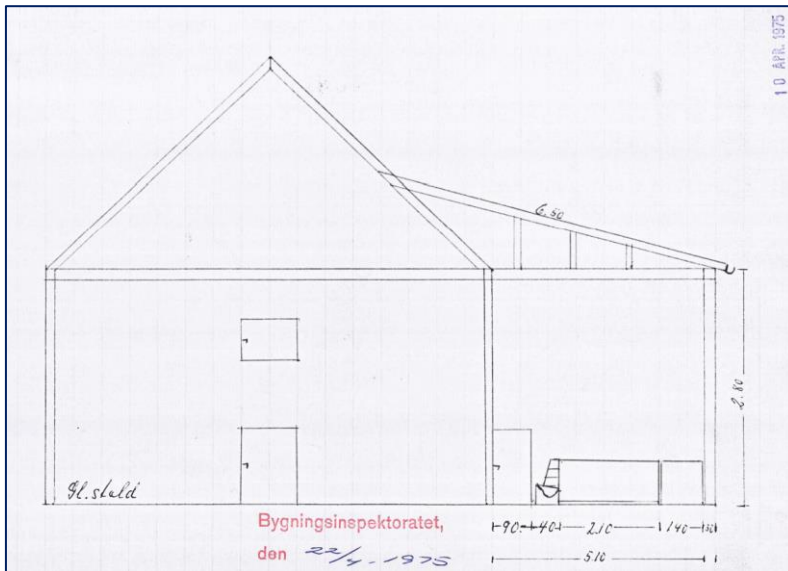 10 APR. 1975
6.50
2.80
Gl. stald
Bygningsinspektoratet,
den 22/4-1975
90 40 210 140 30
510